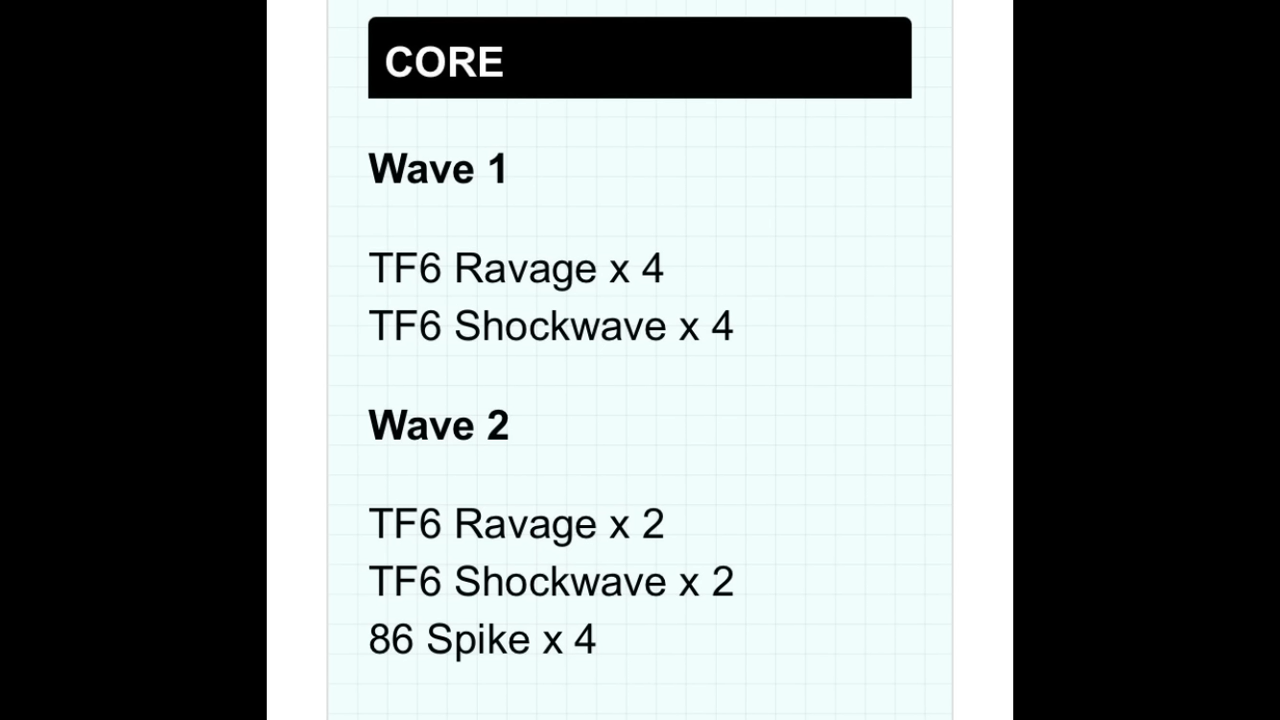 CORE
Wave 1
TF6 Ravage x 4
TF6 Shockwave x 4
Wave 2
TF6 Ravage x 2
TF6 Shockwave x 2
86 Spike x 4